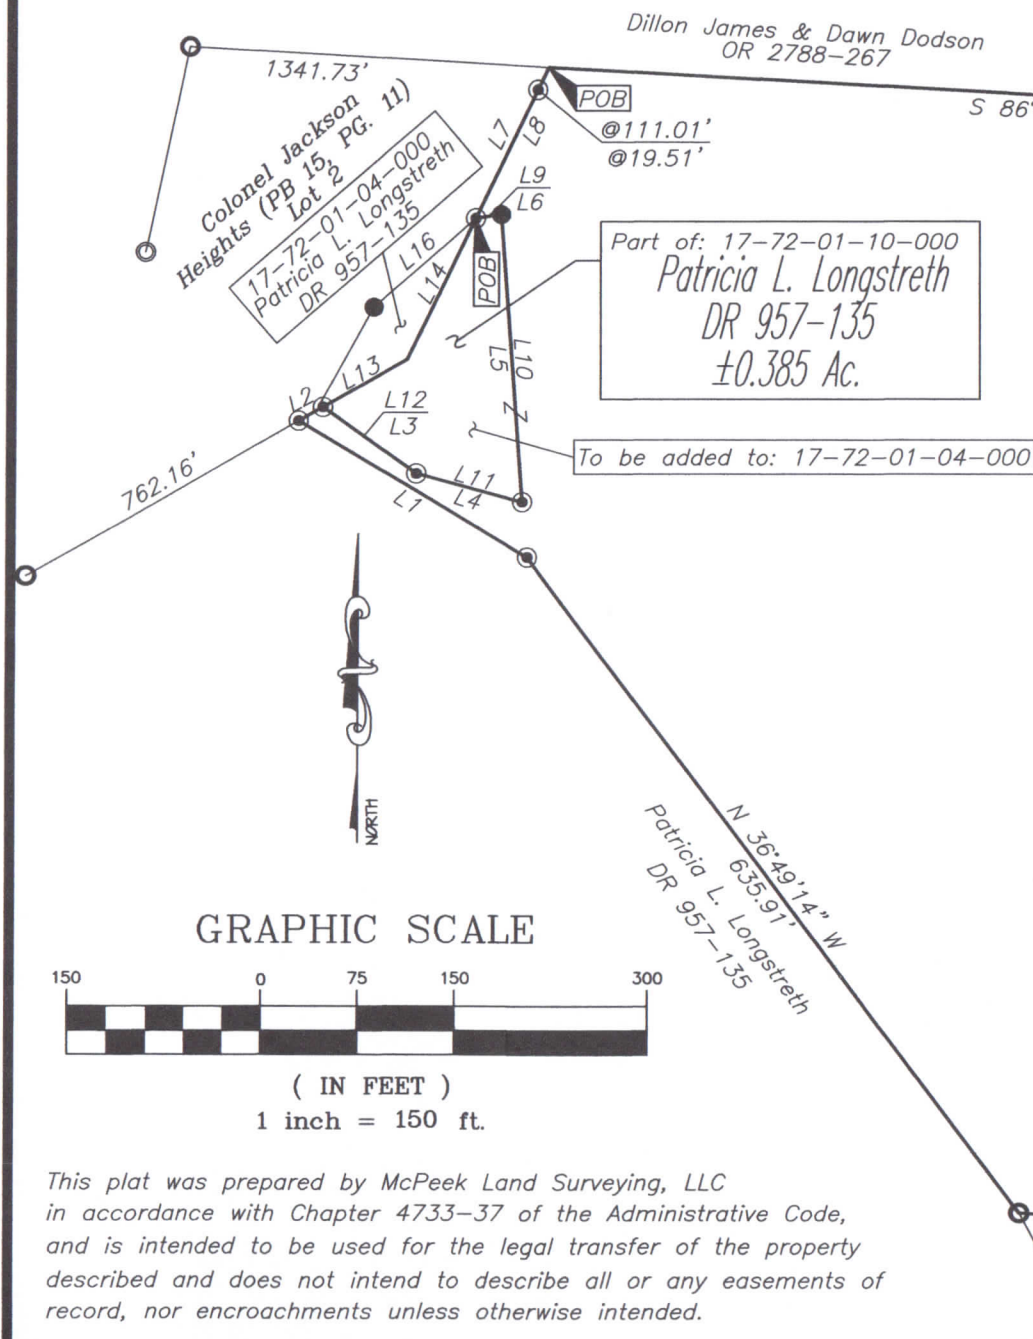 Dillon James & Dawn Dodson
OR 2788-267
1341.73'
S 86°
POB
@111.01'
@19.51'
Colonel Jackson
Heights (PB 15, PG. 11)
Lot 2
17-72-01-04-000
Patricia L. Longstreth
DR 957-135
L7
L8
L9
L6
L16
L14
POB
Part of: 17-72-01-10-000
Patricia L. Longstreth
DR 957-135
±0.385 Ac.
L10
L5
Z
L13
L2
L12
L3
To be added to: 17-72-01-04-000
762.16'
L11
L4
L1
NORTH
N 36°49'14" W
635.91'
Patricia L. Longstreth
DR 957-135
GRAPHIC SCALE
150 0 75 150 300
( IN FEET )
1 inch = 150 ft.
This plat was prepared by McPeek Land Surveying, LLC
in accordance with Chapter 4733-37 of the Administrative Code,
and is intended to be used for the legal transfer of the property
described and does not intend to describe all or any easements of
record, nor encroachments unless otherwise intended.